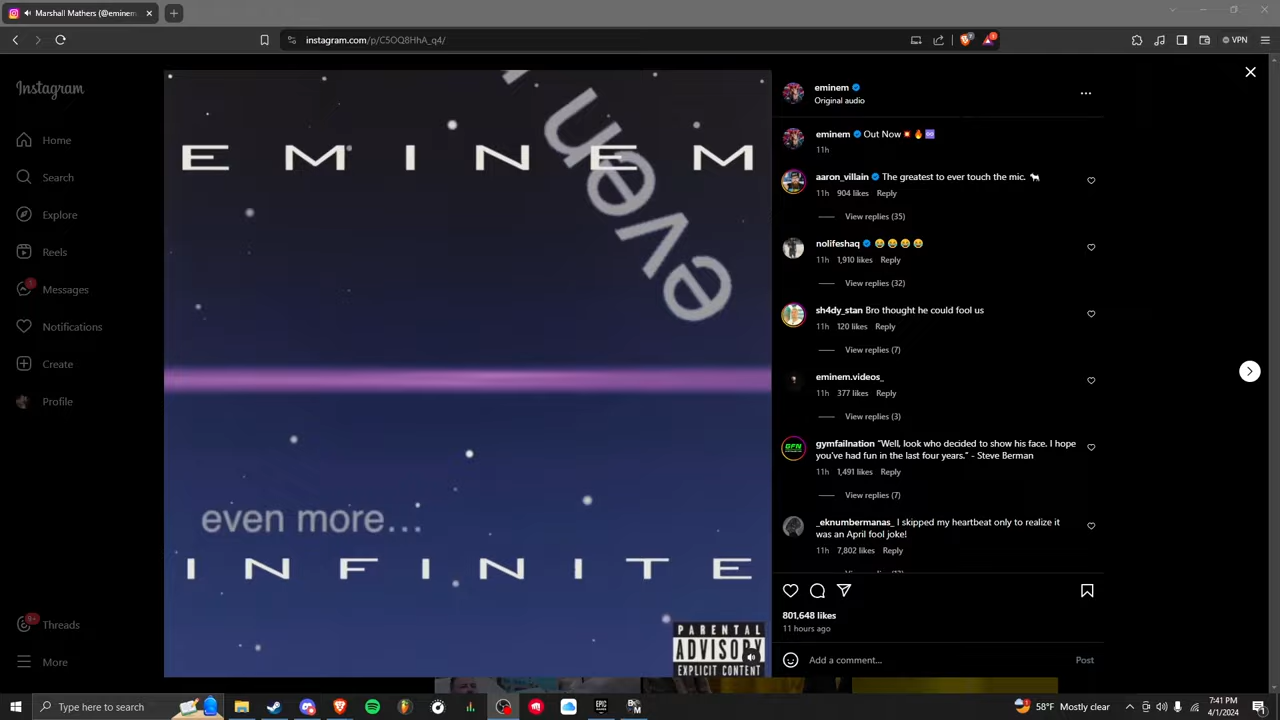 Marshall Mathers (@eminem
instagram.com/p/C5OQ8HhA_q4/
VPN
Instagram
Home
Search
Explore
Reels
1
Messages
Notifications
Create
Profile
9+
Threads
More
even
E M I N E M
even more...
I N F I N I T E
PARENTAL
ADVISORY
EXPLICIT CONTENT
eminem
Original audio
eminem Out Now
11h
aaron_villain The greatest to ever touch the mic.
11h 904 likes Reply
View replies (35)
nolifeshaq
11h 1,910 likes Reply
View replies (32)
sh4dy_stan Bro thought he could fool us
11h 120 likes Reply
View replies (7)
eminem.videos_
11h 377 likes Reply
View replies (3)
GFN
gymfailnation "Well, look who decided to show his face. I hope
you've had fun in the last four years." - Steve Berman
11h 1,491 likes Reply
View replies (7)
_eknumbermanas_ I skipped my heartbeat only to realize it
was an April fool joke!
11h 7,802 likes Reply
801,648 likes
11 hours ago
Add a comment...
Post
Type here to search
EPIC
58°F Mostly clear
7:41 PM
4/1/2024